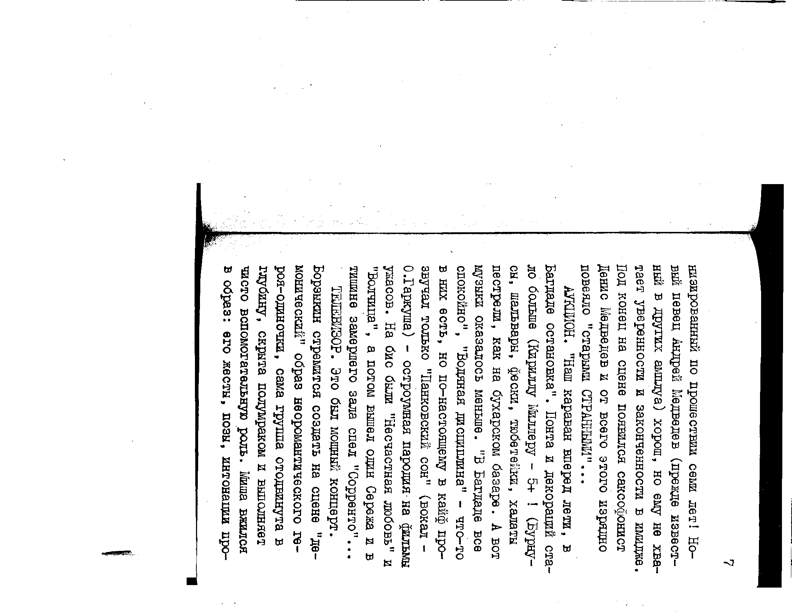 7
низированный по прошествии семи лет! Но-
вый певец Андрей Медведев (прежде извест-
ный в других амплуа) хорош, но ему не хва-
тает уверенности и законченности в имидже.
Под конец на сцене появился саксофонист
Денис Медведев и от всего этого изрядно
повеяло "старыми СТРАННЫМИ"...
АУКЦИОН. "Наш караван вперед лети, в
Багдаде остановка". Понта и декораций ста-
ло больше (Кириллу Миллеру – 5+ ! (Бурну-
сы, шальвары, фески, тюбетейки, халаты
пестрели, как на бухарском базаре. А вот
музыки оказалось меньше. "В Багдаде все
спокойно", "Водяная дисциплина" – что-то
в них есть, но по-настоящему в кайф про-
звучал только "Панковский сон" (вокал –
О.Гаркуша) – остроумная пародия на фильмы
ужасов. На бис были "Несчастная любовь" и
"Волчица", а потом вышел один Сережа и в
тишине замершего зала спел "Сорренто"...
ТЕЛЕВИЗОР. Это был мощный концерт.
Борзыкин стремится создать на сцене "де-
монический" образ неоромантического ге-
роя-одиночки, сама группа отодвинута в
глубину, скрыта полумраком и выполняет
чисто вспомогательную роль. Миша вжился
в образ: его жесты, позы, интонации про-